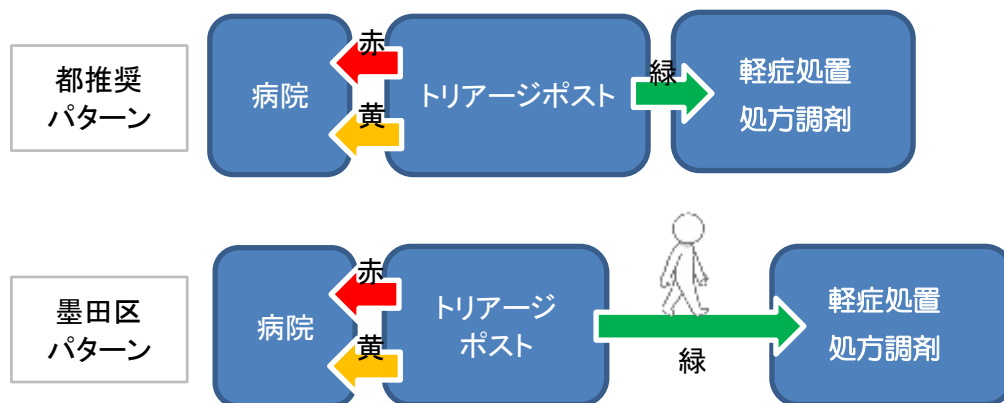 都推奨
パターン
病院
赤
黄
トリアージポスト
緑
軽症処置
処方調剤
墨田区
パターン
病院
赤
黄
トリアージ
ポスト
緑
軽症処置
処方調剤